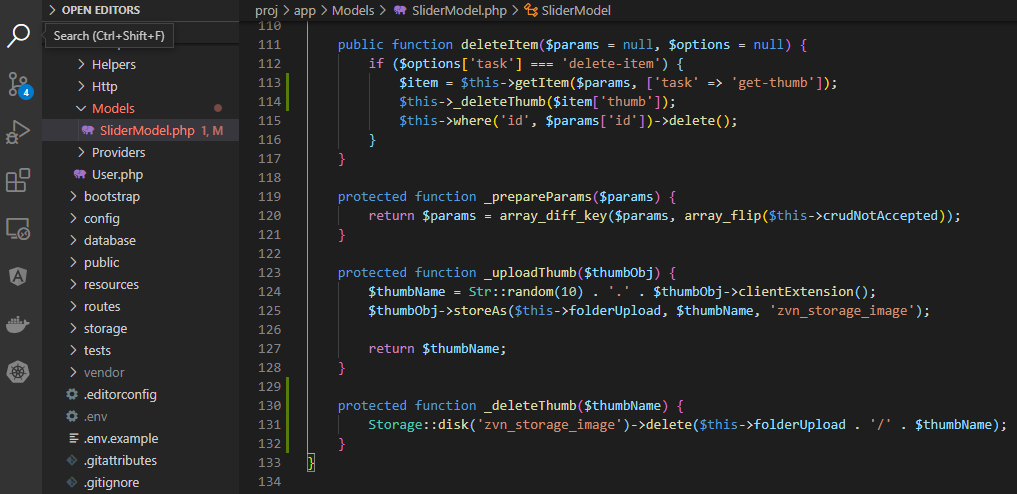 OPEN EDITORS
Search (Ctrl+Shift+F)
Helpers
Http
Models
SliderModel.php 1, M
Providers
User.php
bootstrap
config
database
public
resources
routes
storage
tests
vendor
.editorconfig
.env
.env.example
.gitattributes
.gitignore
4
proj > app > Models > SliderModel.php > SliderModel
110
111 public function deleteItem($params = null, $options = null) {
112 if ($options['task'] === 'delete-item') {
113 $item = $this->getItem($params, ['task' => 'get-thumb']);
114 $this->_deleteThumb($item['thumb']);
115 $this->where('id', $params['id'])->delete();
116 }
117 }
118
119 protected function _prepareParams($params) {
120 return $params = array_diff_key($params, array_flip($this->crudNotAccepted));
121 }
122
123 protected function _uploadThumb($thumbObj) {
124 $thumbName = Str::random(10) . '.' . $thumbObj->clientExtension();
125 $thumbObj->storeAs($this->folderUpload, $thumbName, 'zvn_storage_image');
126
127 return $thumbName;
128 }
129
130 protected function _deleteThumb($thumbName) {
131 Storage::disk('zvn_storage_image')->delete($this->folderUpload . '/' . $thumbName);
132 }
133 }
134